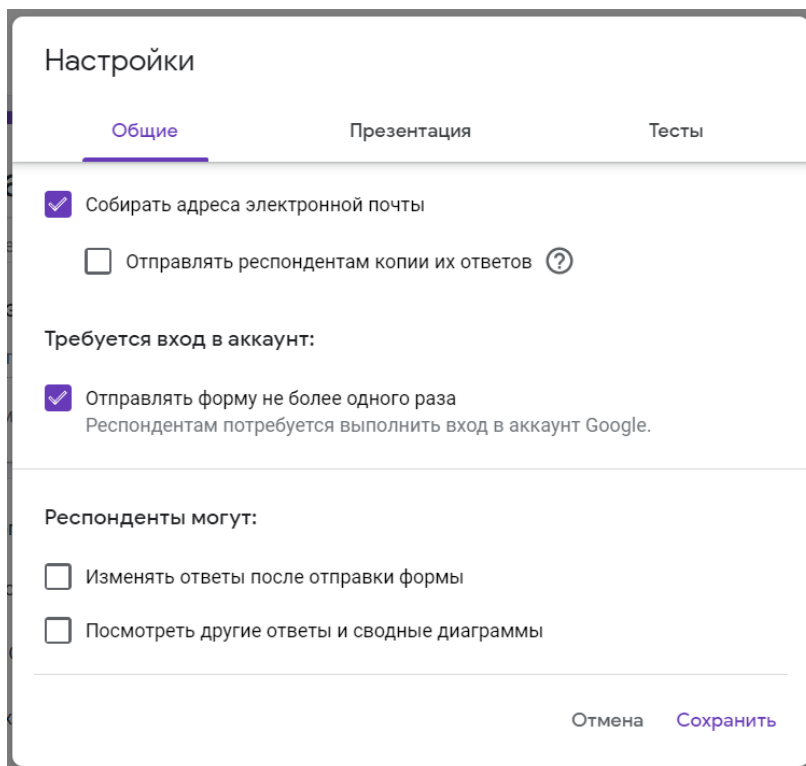 Настройки
Общие Презентация Тесты
Собирать адреса электронной почты
Отправлять респондентам копии их ответов ?
Требуется вход в аккаунт:
Отправлять форму не более одного раза
Респондентам потребуется выполнить вход в аккаунт Google.
Респонденты могут:
Изменять ответы после отправки формы
Посмотреть другие ответы и сводные диаграммы
Отмена Сохранить